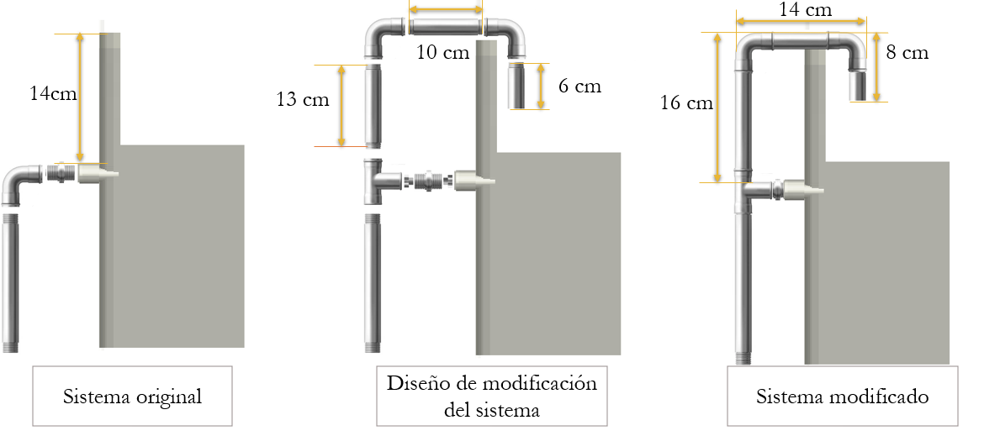 14cm
Sistema original
10 cm
13 cm
6 cm
Diseño de modificación
del sistema
14 cm
8 cm
16 cm
Sistema modificado